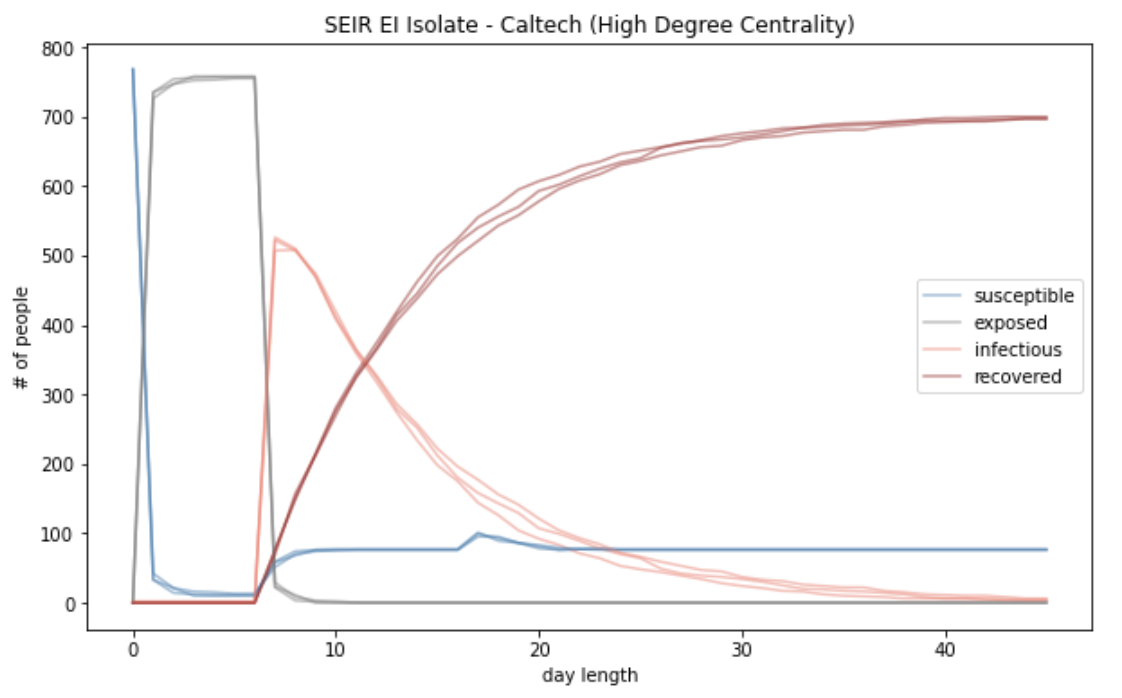 SEIR EI Isolate - Caltech (High Degree Centrality)
800
700
600
500
400
300
200
100
0
# of people
susceptible
exposed
infectious
recovered
0 10 20 30 40
day length